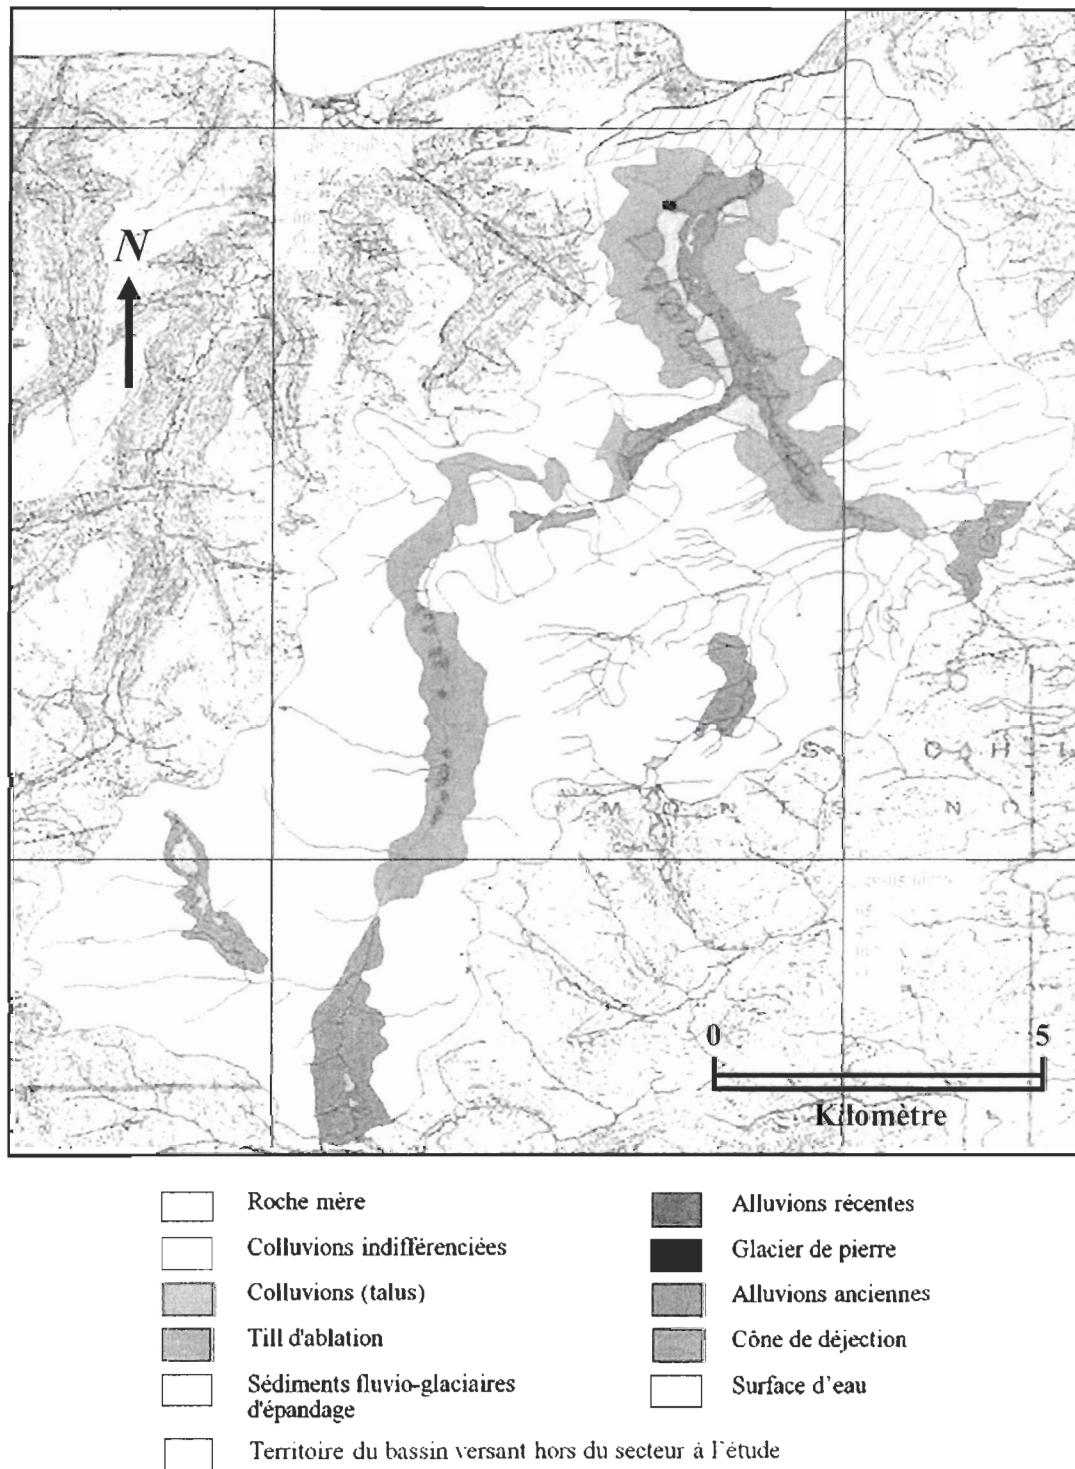 N
S O H L
M O N T S N O
0 5
Kilomètre
Roche mère
Colluvions indifférenciées
Colluvions (talus)
Till d'ablation
Sédiments fluvio-glaciaires
d'épandage
Territoire du bassin versant hors du secteur à l'étude
Alluvions récentes
Glacier de pierre
Alluvions anciennes
Cône de déjection
Surface d'eau